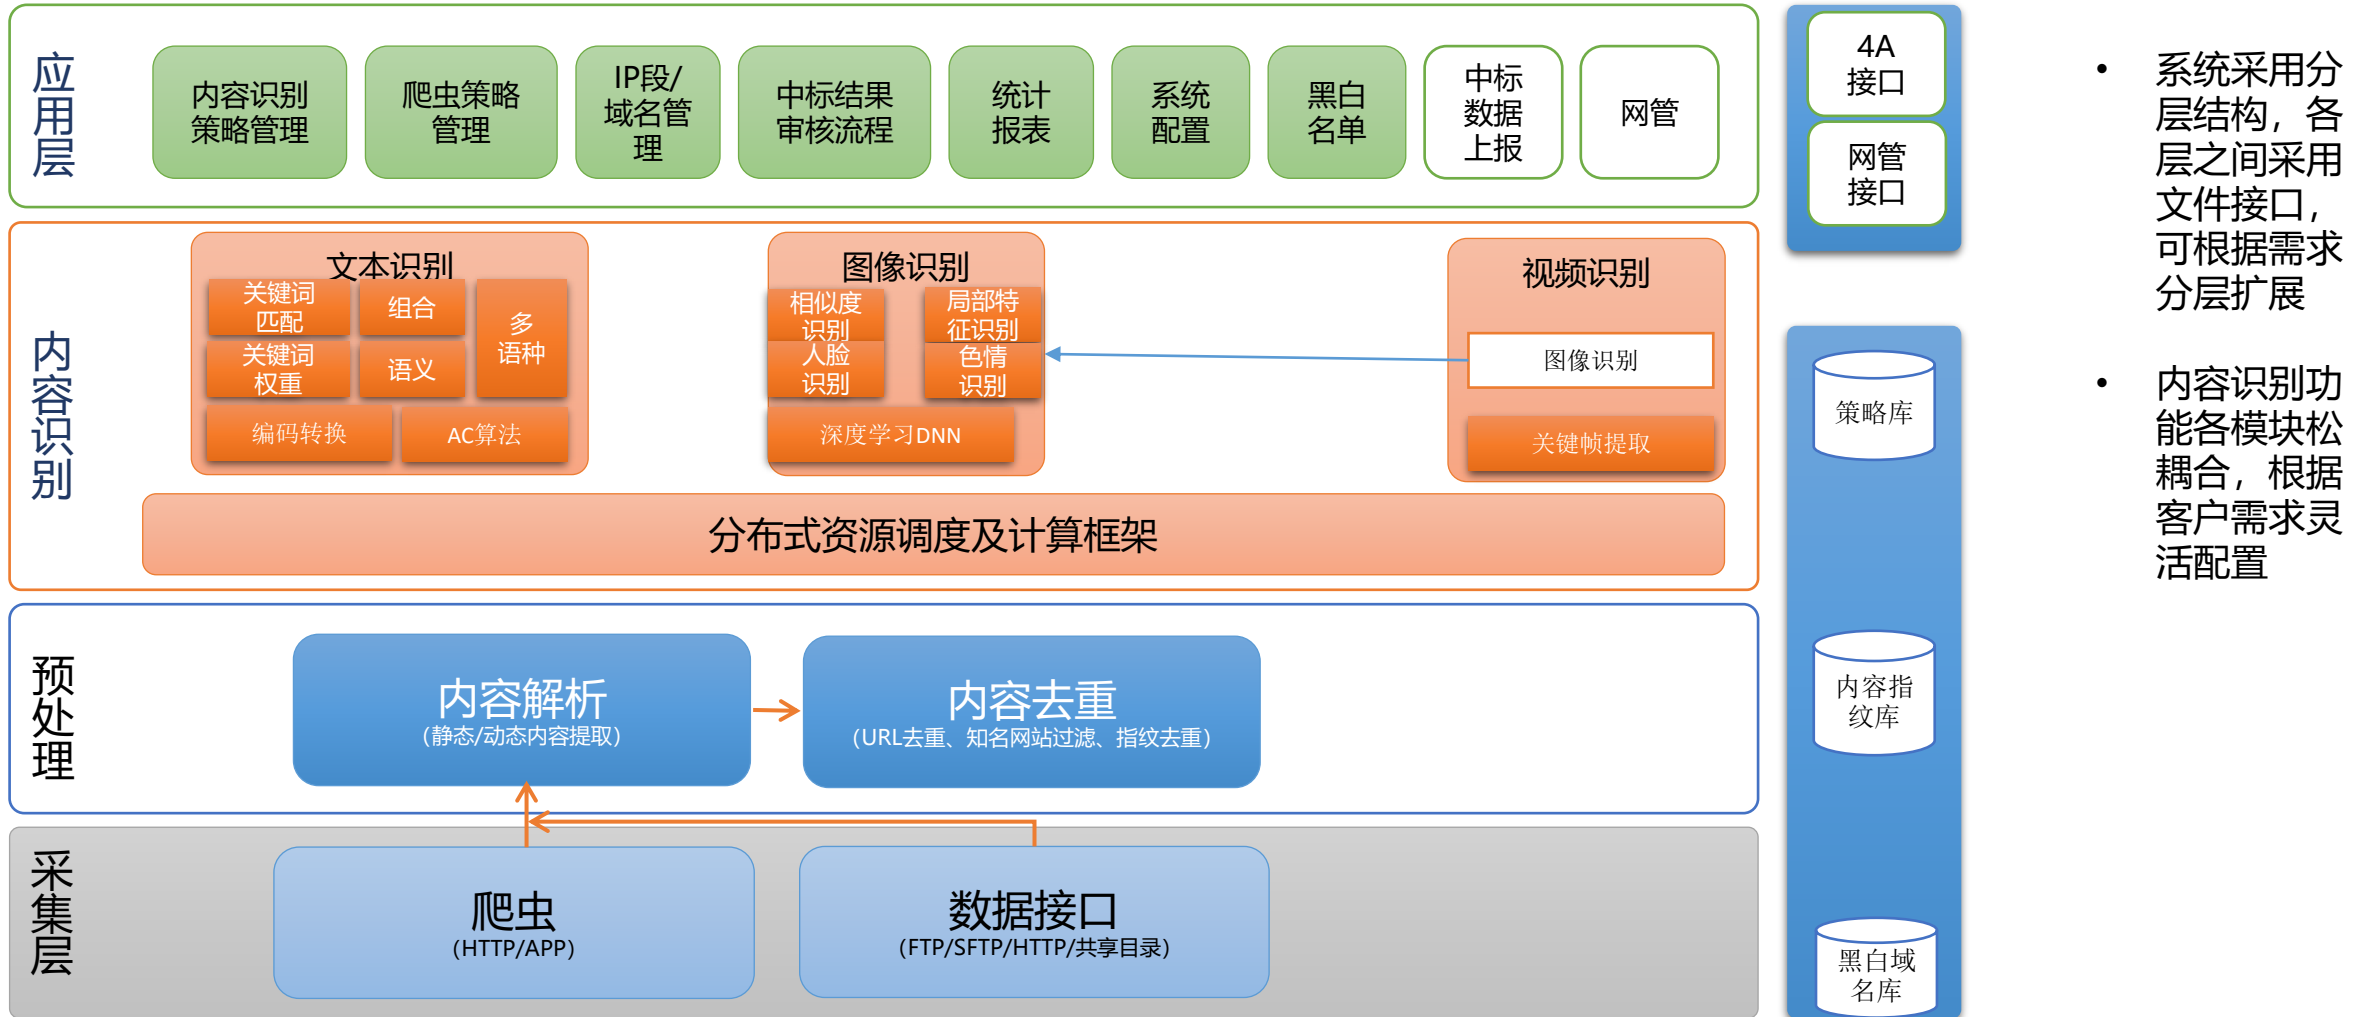 应用层
内容识别
策略管理
爬虫策略
管理
IP段/
域名管
理
中标结果
审核流程
统计
报表
系统
配置
黑白
名单
中标
数据
上报
网管
4A
接口
网管
接口
内容识别
文本识别
关键词
匹配
组合
多
语种
关键词
权重
语义
编码转换
AC算法
图像识别
相似度
识别
局部特
征识别
人脸
识别
色情
识别
深度学习DNN
视频识别
图像识别
关键帧提取
分布式资源调度及计算框架
预处理
内容解析
（静态/动态内容提取）
内容去重
（URL去重、知名网站过滤、指纹去重）
采集层
爬虫
（HTTP/APP）
数据接口
（FTP/SFTP/HTTP/共享目录）
策略库
内容指
纹库
黑白域
名库
• 系统采用分
层结构，各
层之间采用
文件接口，
可根据需求
分层扩展
• 内容识别功
能各模块松
耦合，根据
客户需求灵
活配置